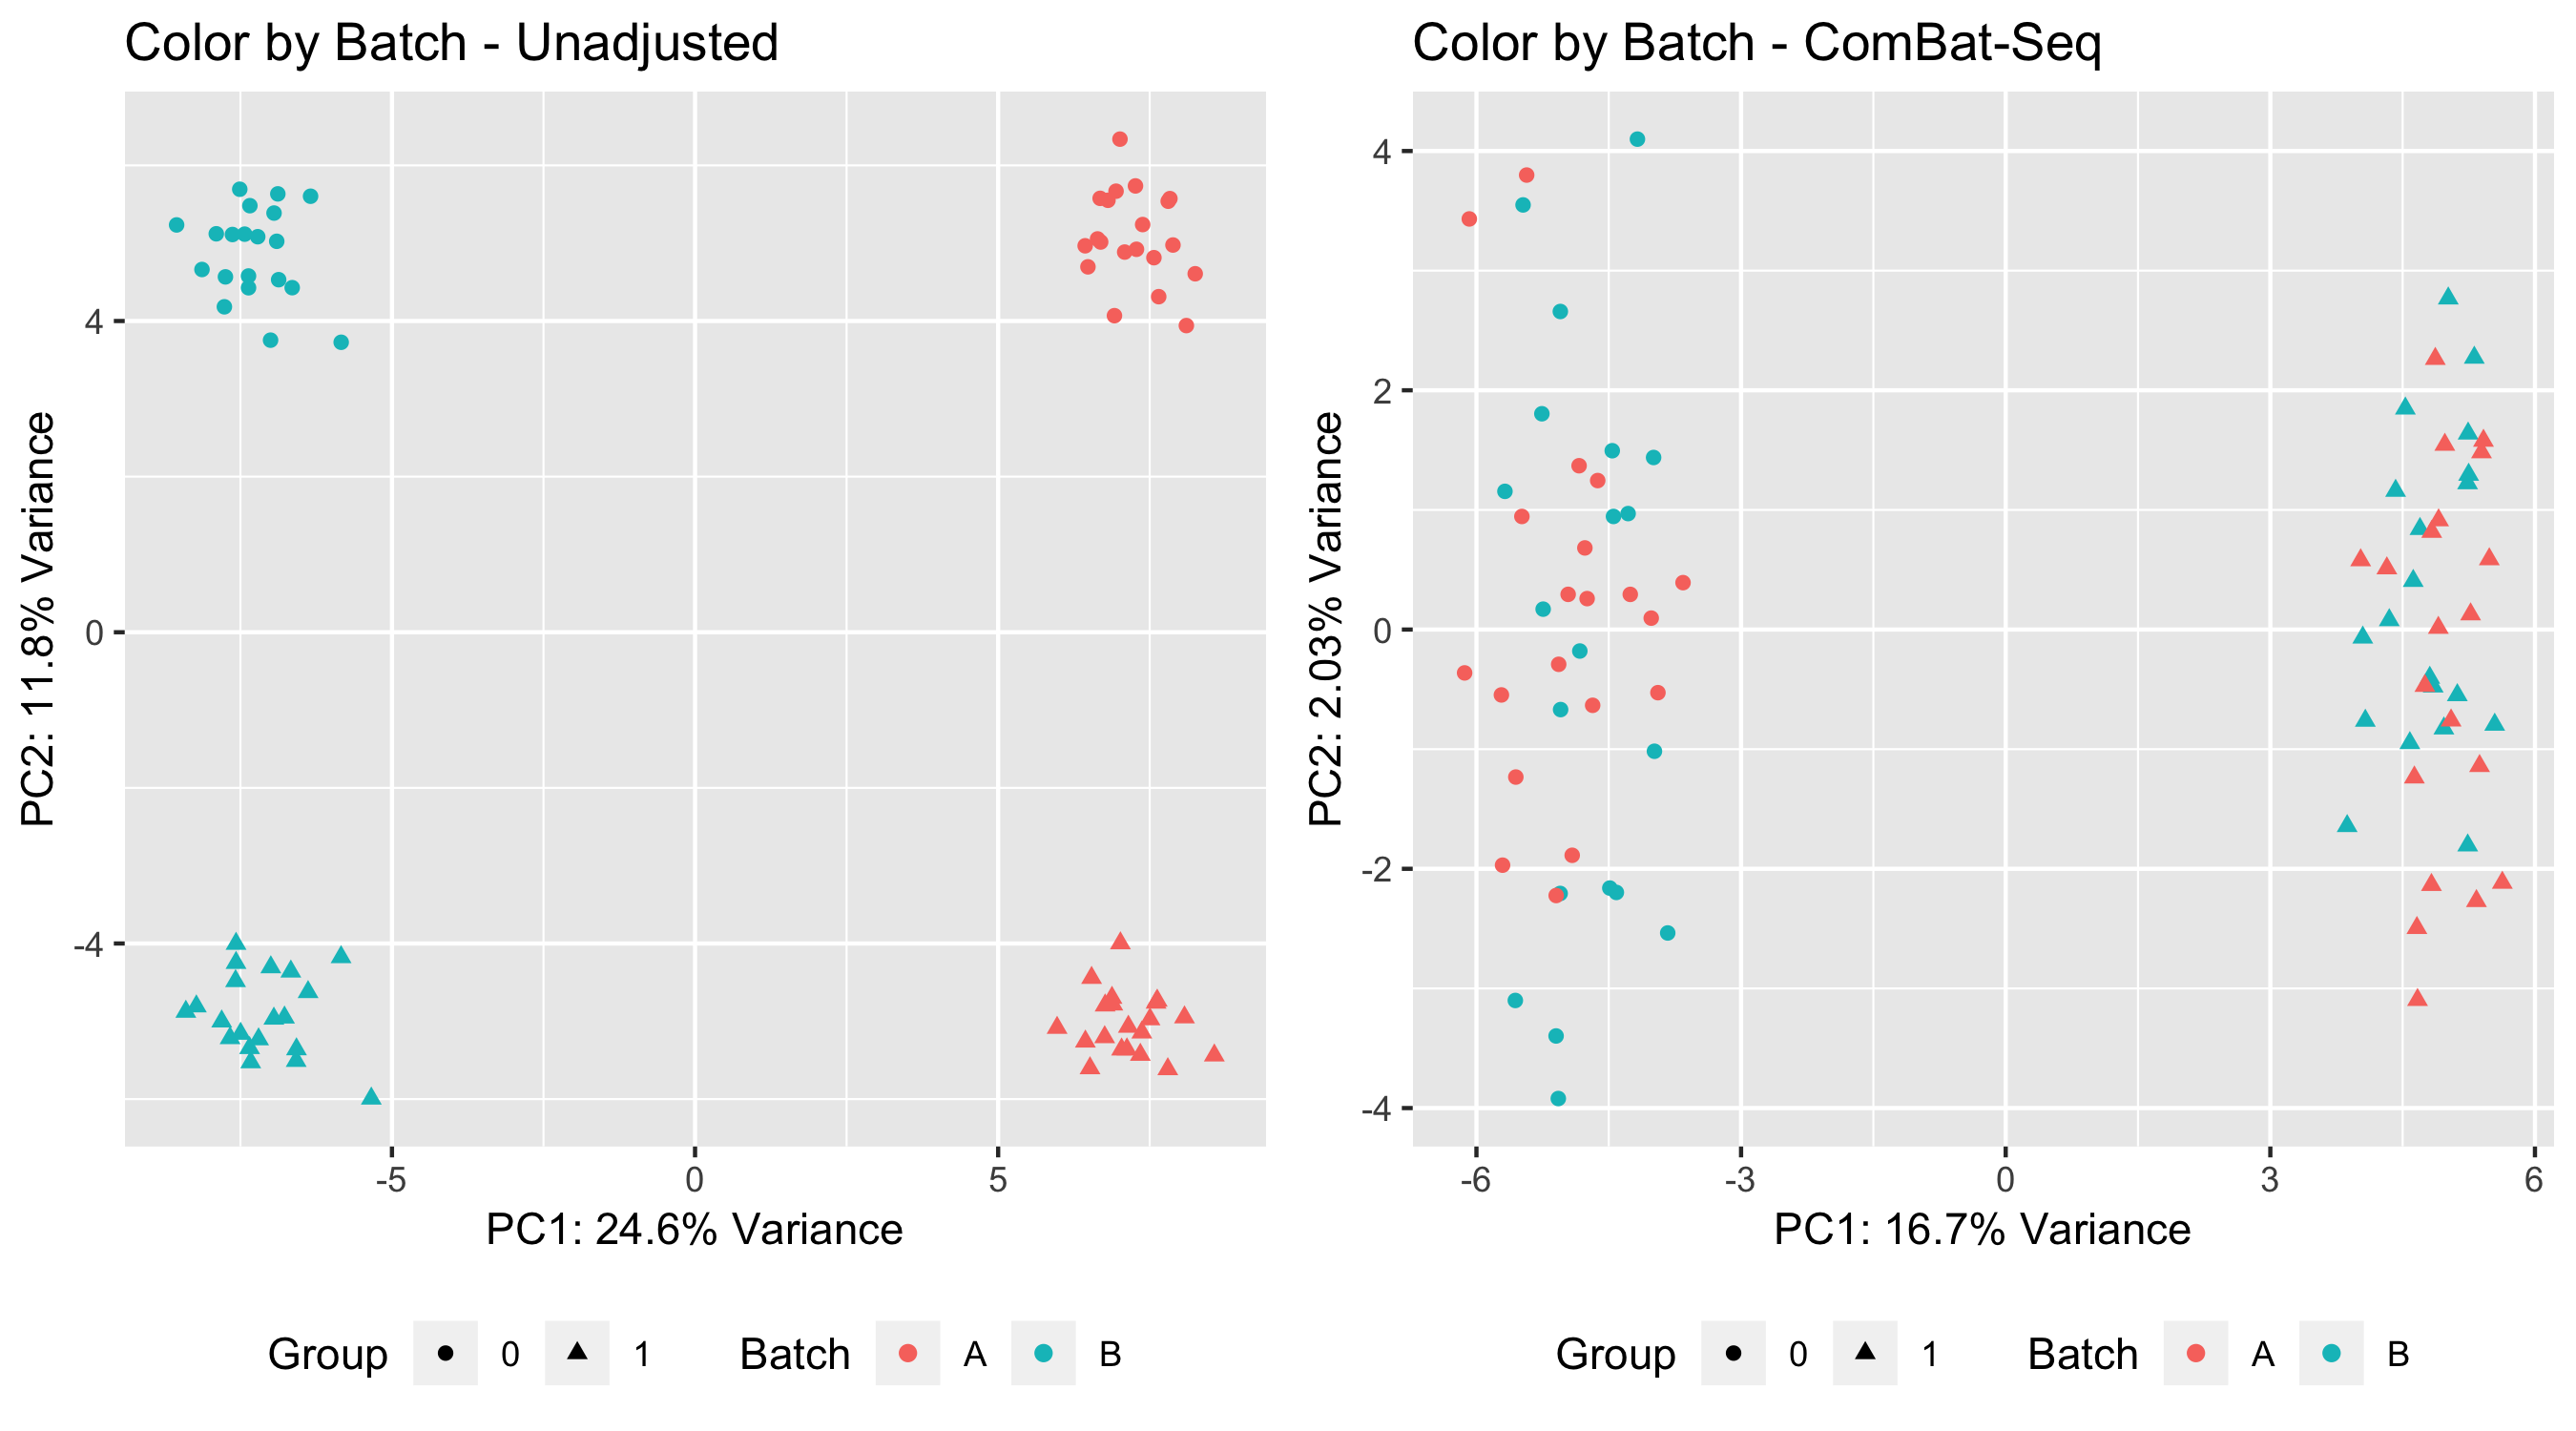 Color by Batch - Unadjusted
PC2: 11.8% Variance
4
0
-4
-5
0
5
PC1: 24.6% Variance
Group
0
1
Batch
A
B
Color by Batch - ComBat-Seq
PC2: 2.03% Variance
4
2
0
-2
-4
-6
-3
0
3
6
PC1: 16.7% Variance
Group
0
1
Batch
A
B